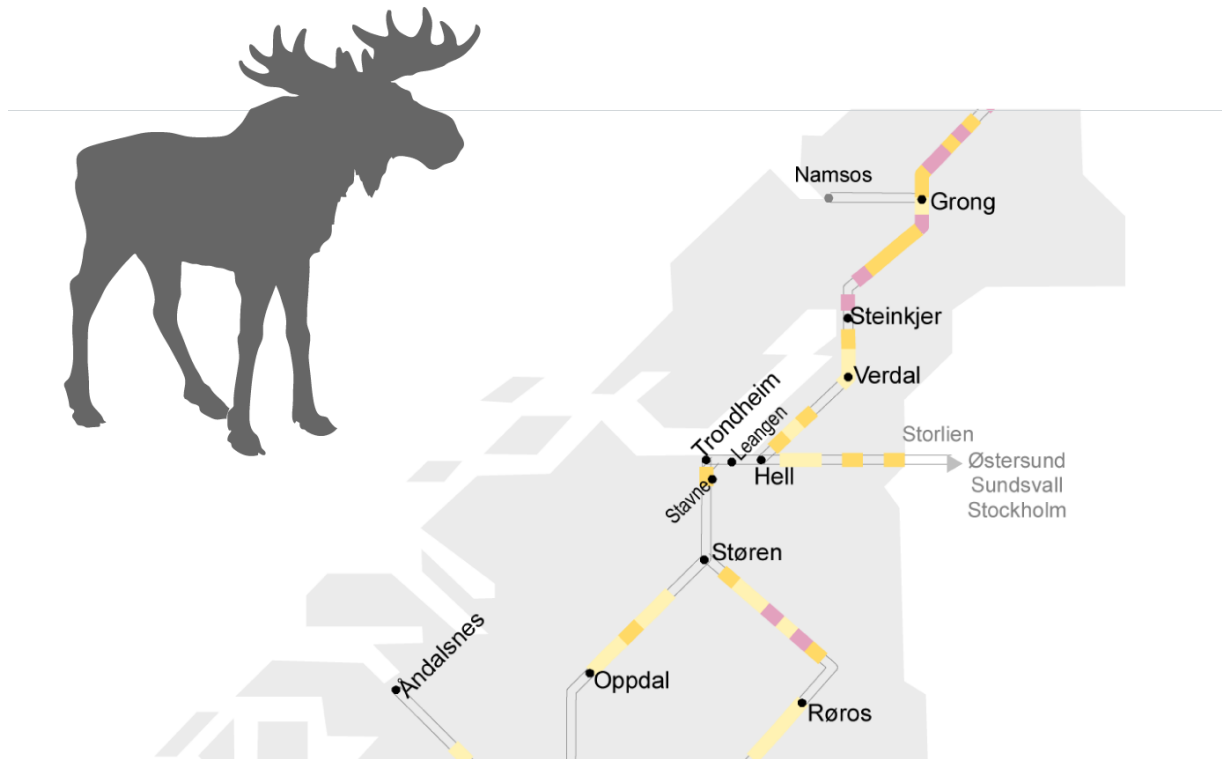 Namsos
Grong
Steinkjer
Verdal
Trondheim
Leangen
Storlien
Hell
Østersund
Sundsvall
Stockholm
Stavne
Støren
Åndalsnes
Oppdal
Røros